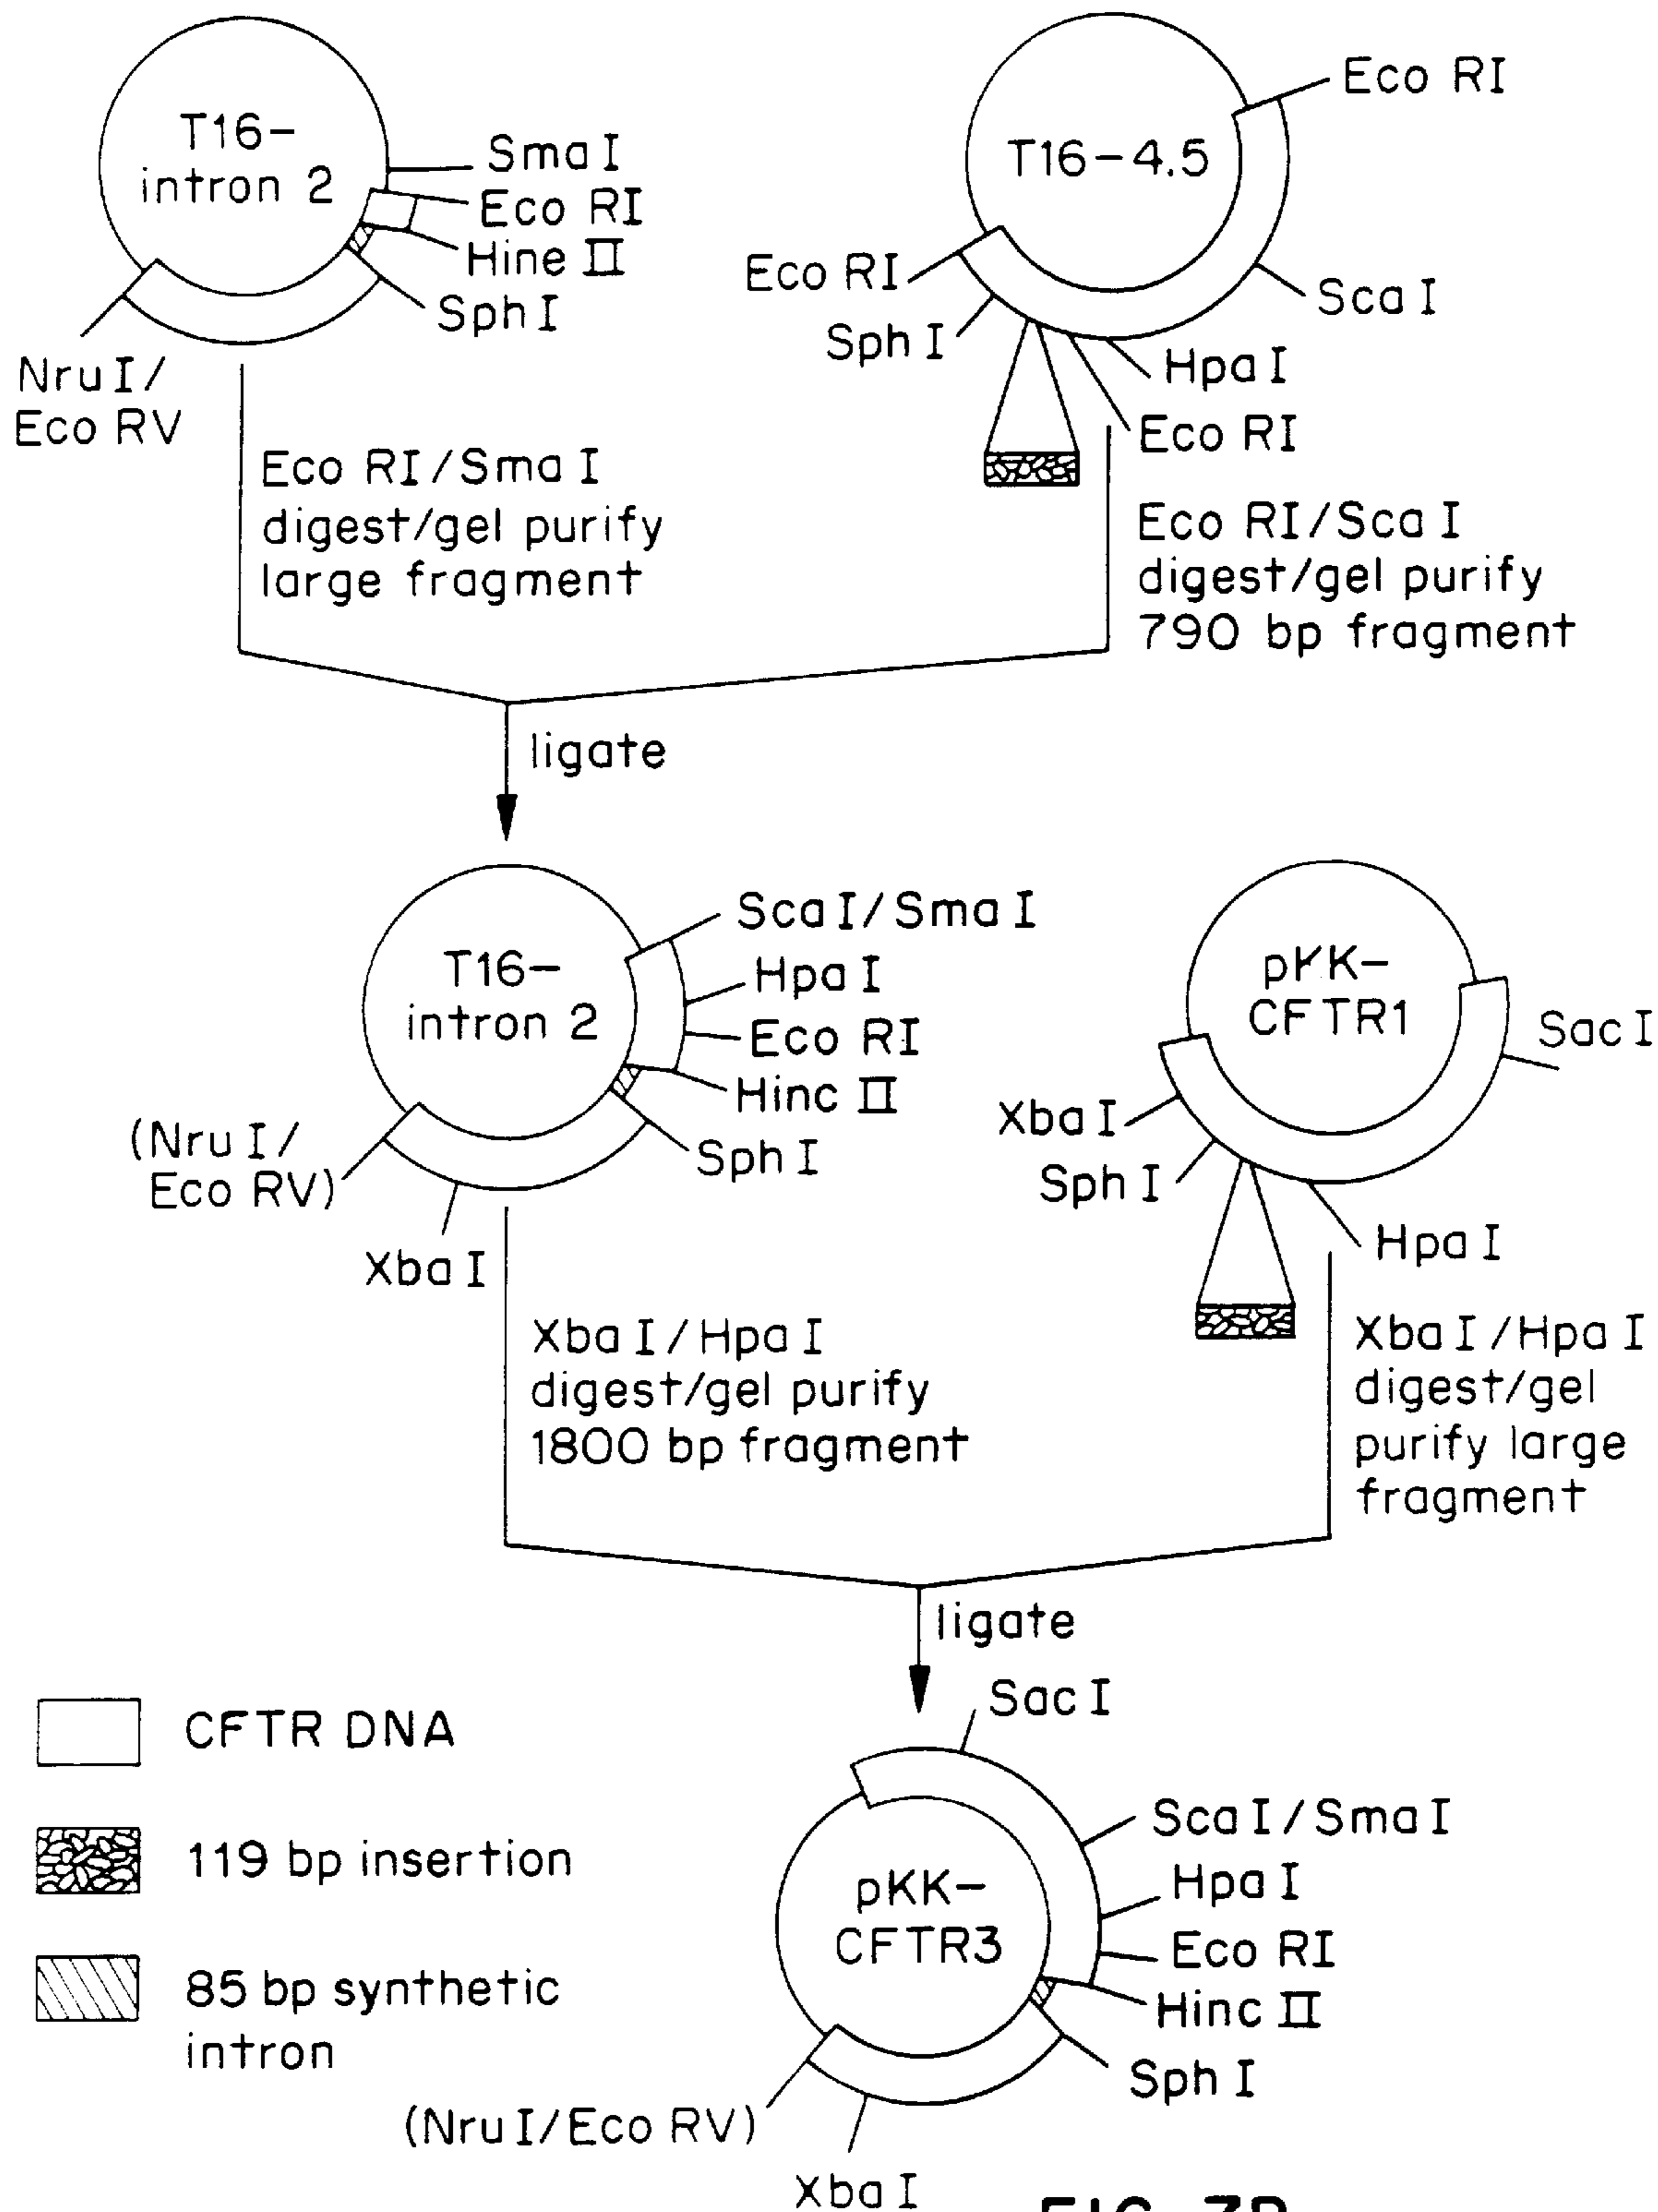 T16-
intron 2
Sma I
Eco RI
Hine II
Sph I
Nru I/
Eco RV
T16-4.5
Eco RI
Eco RI
Sph I
Sca I
Hpa I
Eco RI
Eco RI/Sma I
digest/gel purify
large fragment
Eco RI/Sca I
digest/gel purify
790 bp fragment
ligate
T16-
intron 2
Sca I/Sma I
Hpa I
Eco RI
Hinc II
Sph I
(Nru I/
Eco RV)
Xba I
pKK-
CFTR1
Sac I
Xba I
Sph I
Hpa I
Xba I/Hpa I
digest/gel purify
1800 bp fragment
Xba I/Hpa I
digest/gel
purify large
fragment
ligate
CFTR DNA
119 bp insertion
85 bp synthetic
intron
Sac I
pKK-
CFTR3
Sca I/Sma I
Hpa I
Eco RI
Hinc II
Sph I
(Nru I/Eco RV)
Xba I